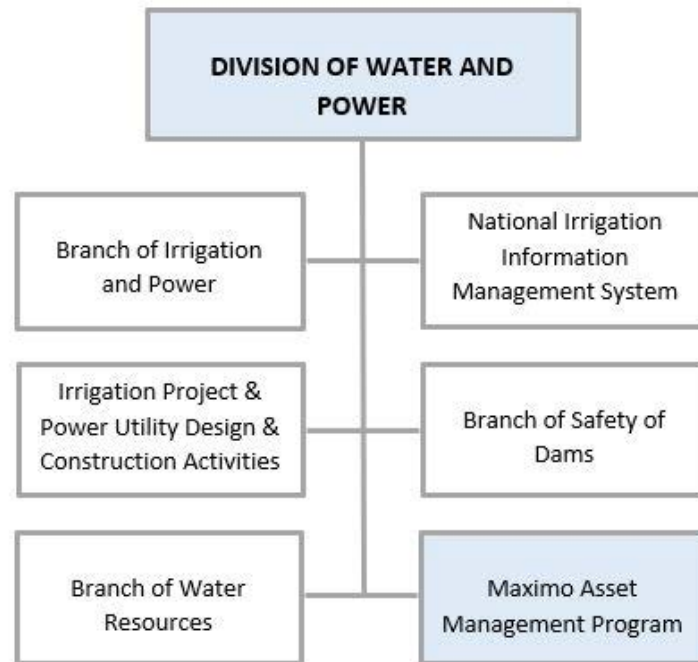 DIVISION OF WATER AND
POWER
Branch of Irrigation
and Power
National Irrigation
Information
Management System
Irrigation Project &
Power Utility Design &
Construction Activities
Branch of Safety of
Dams
Branch of Water
Resources
Maximo Asset
Management Program